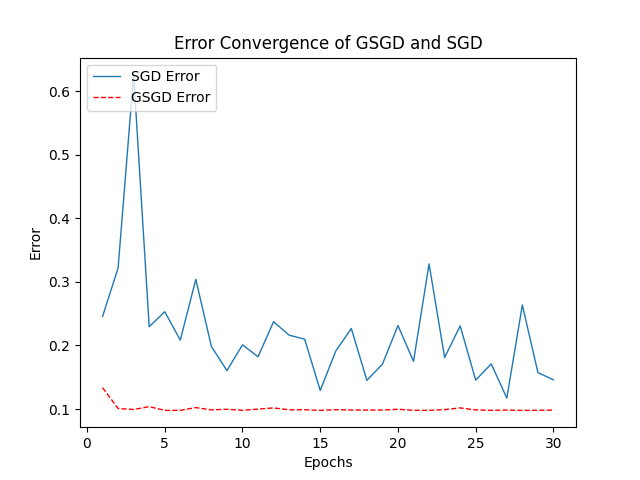 Error Convergence of GSGD and SGD
SGD Error
GSGD Error
0.6
0.5
0.4
0.3
0.2
0.1
Error
0 5 10 15 20 25 30
Epochs